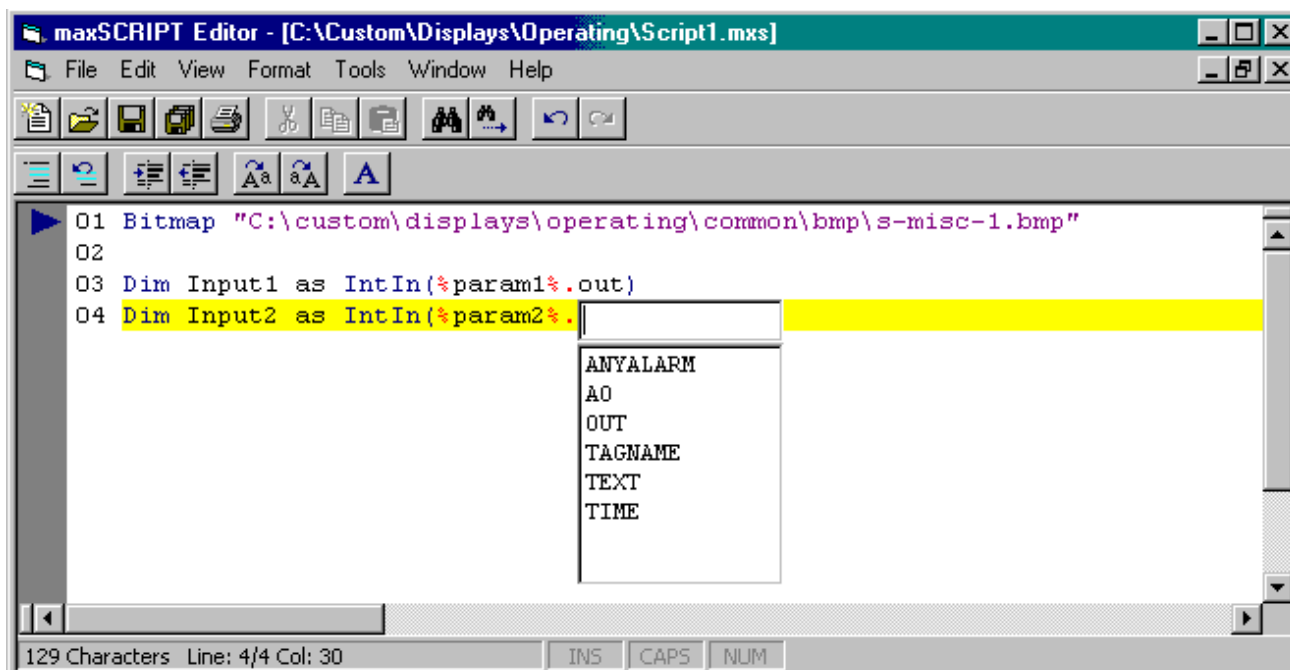 maxSCRIPT Editor - [C:\Custom\Displays\Operating\Script1.mxs]
File Edit View Format Tools Window Help
Aa aA A
01 Bitmap "C:\custom\displays\operating\common\bmp\s-misc-1.bmp"
02
03 Dim Input1 as IntIn(%param1%.out)
04 Dim Input2 as IntIn(%param2%.
ANYALARM
AO
OUT
TAGNAME
TEXT
TIME
129 Characters Line: 4/4 Col: 30 INS CAPS NUM